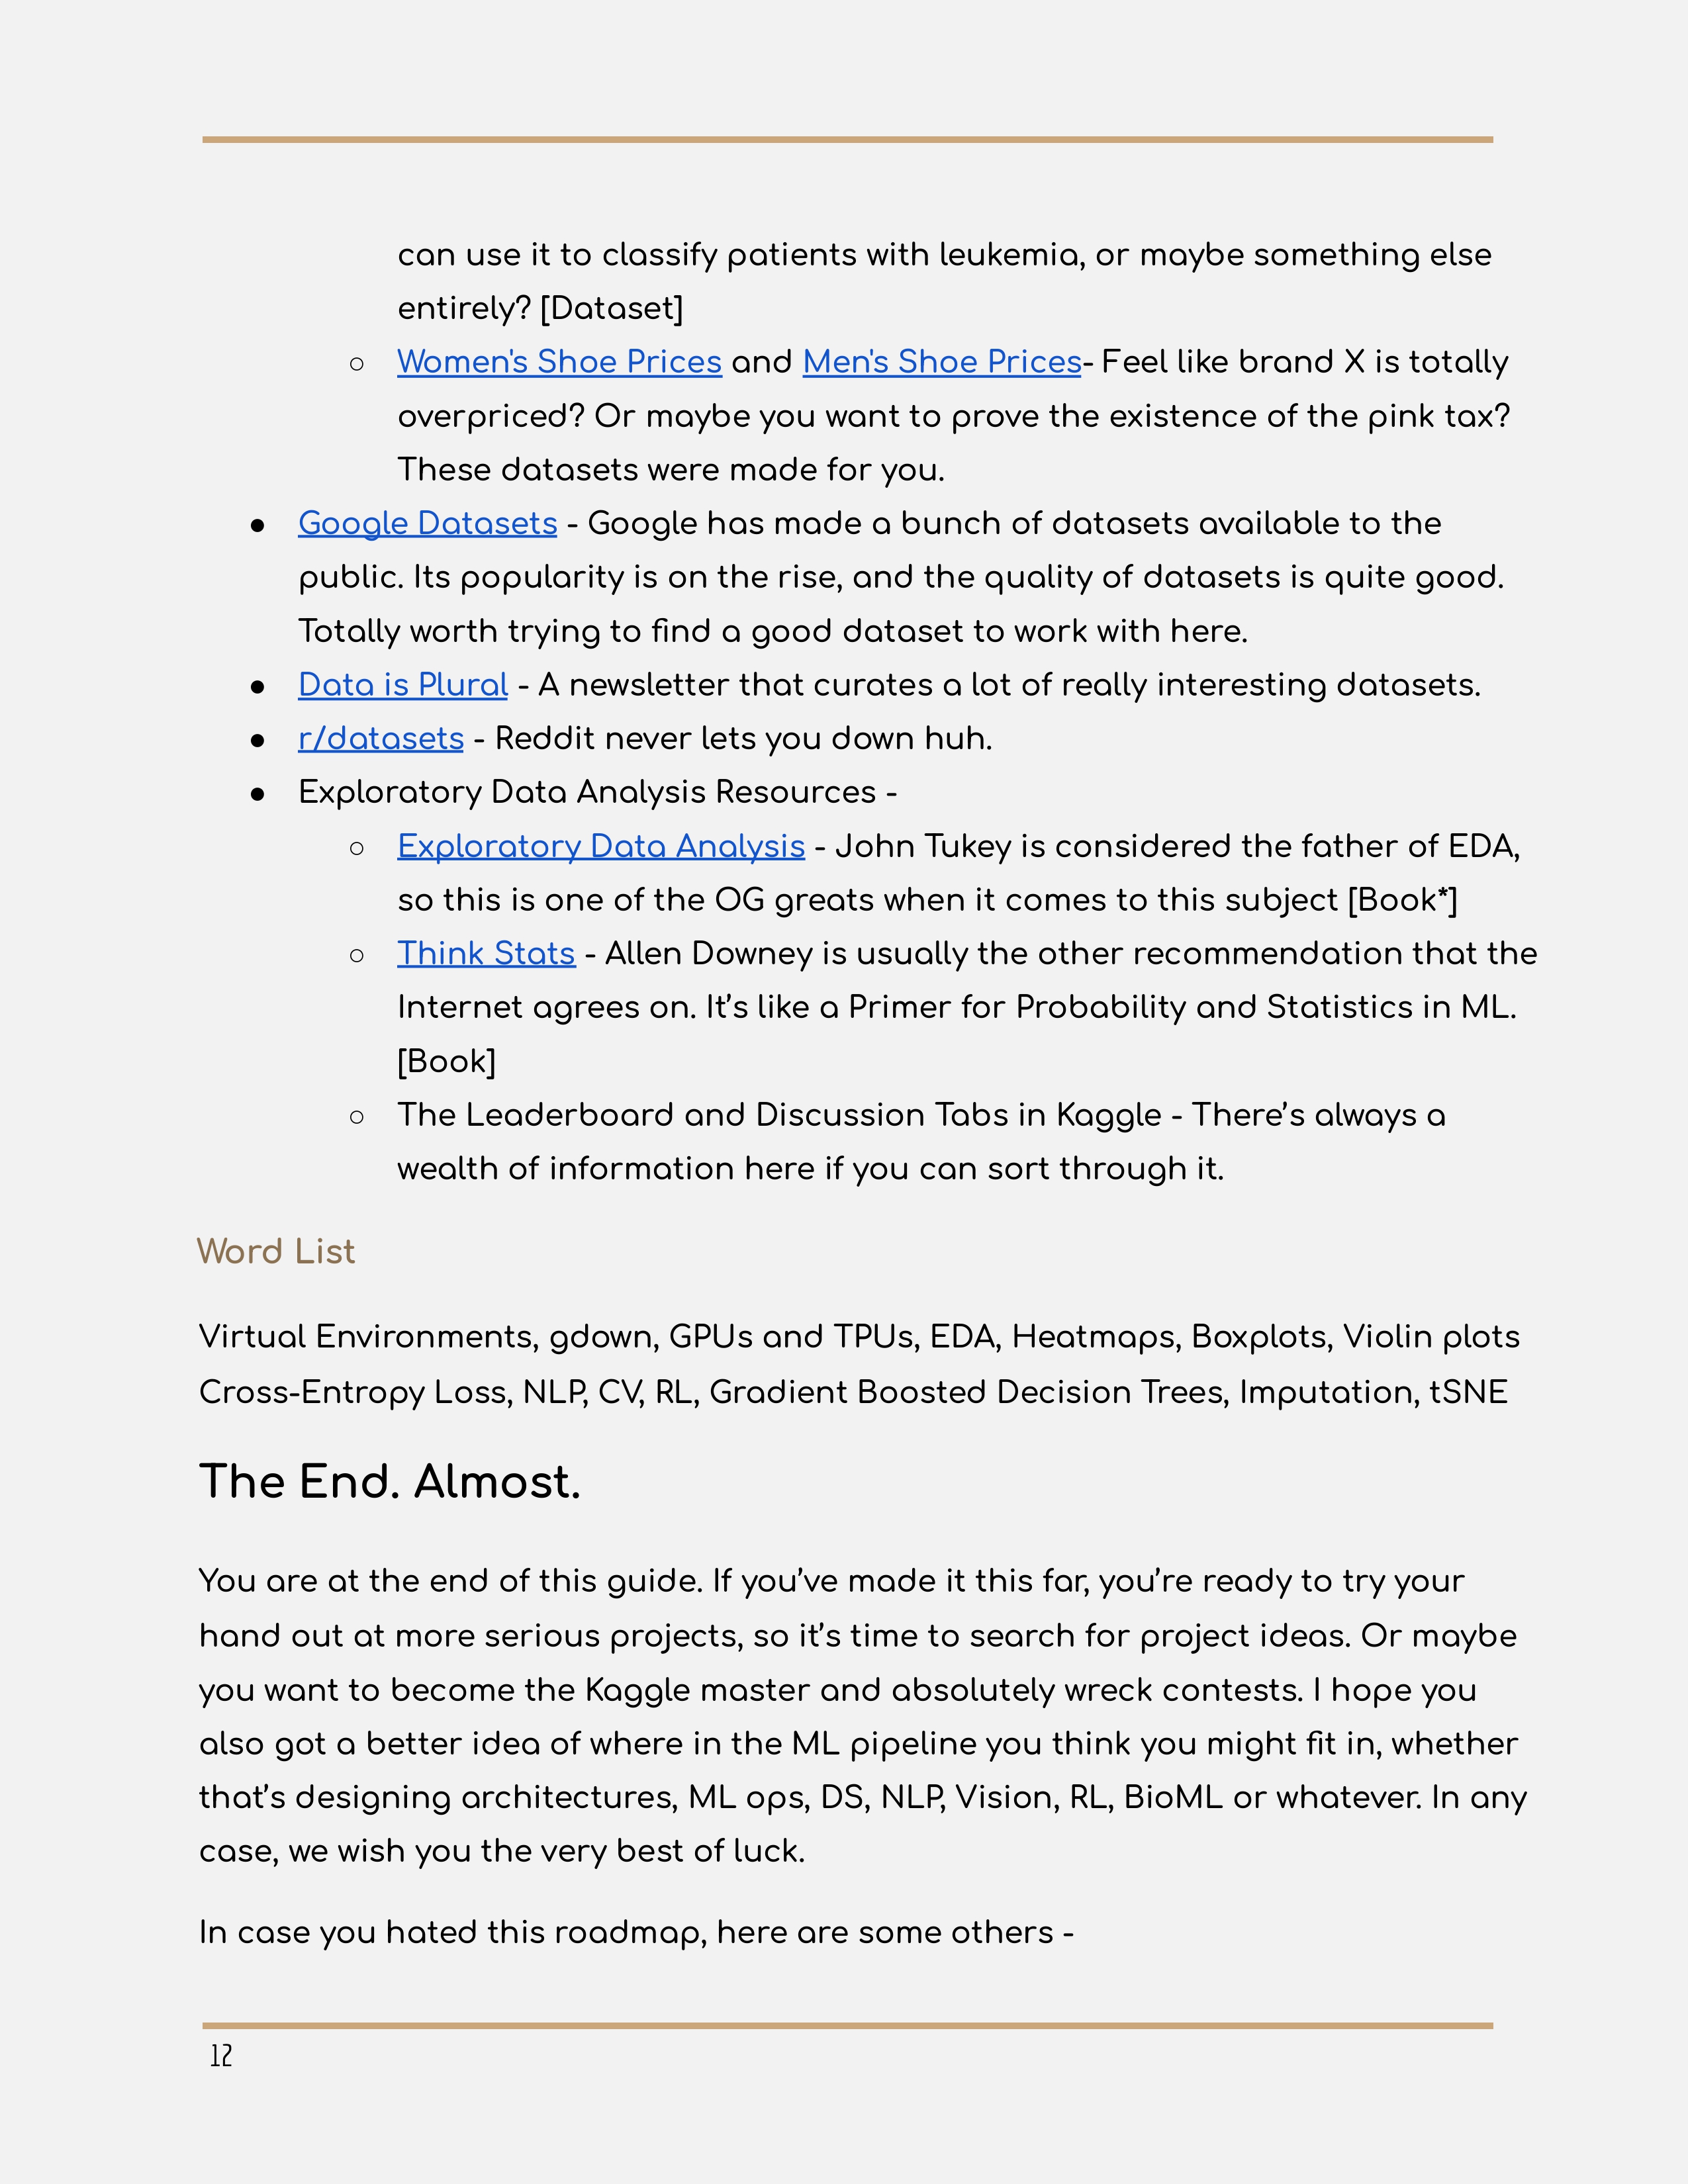 can use it to classify patients with leukemia, or maybe something else
entirely? [Dataset]
○ Women's Shoe Prices and Men's Shoe Prices- Feel like brand X is totally
overpriced? Or maybe you want to prove the existence of the pink tax?
These datasets were made for you.
● Google Datasets - Google has made a bunch of datasets available to the
public. Its popularity is on the rise, and the quality of datasets is quite good.
Totally worth trying to find a good dataset to work with here.
● Data is Plural - A newsletter that curates a lot of really interesting datasets.
● r/datasets - Reddit never lets you down huh.
● Exploratory Data Analysis Resources -
○ Exploratory Data Analysis - John Tukey is considered the father of EDA,
so this is one of the OG greats when it comes to this subject [Book*]
○ Think Stats - Allen Downey is usually the other recommendation that the
Internet agrees on. It’s like a Primer for Probability and Statistics in ML.
[Book]
○ The Leaderboard and Discussion Tabs in Kaggle - There’s always a
wealth of information here if you can sort through it.
Word List
Virtual Environments, gdown, GPUs and TPUs, EDA, Heatmaps, Boxplots, Violin plots
Cross-Entropy Loss, NLP, CV, RL, Gradient Boosted Decision Trees, Imputation, tSNE
The End. Almost.
You are at the end of this guide. If you’ve made it this far, you’re ready to try your
hand out at more serious projects, so it’s time to search for project ideas. Or maybe
you want to become the Kaggle master and absolutely wreck contests. I hope you
also got a better idea of where in the ML pipeline you think you might fit in, whether
that’s designing architectures, ML ops, DS, NLP, Vision, RL, BioML or whatever. In any
case, we wish you the very best of luck.
In case you hated this roadmap, here are some others -
12